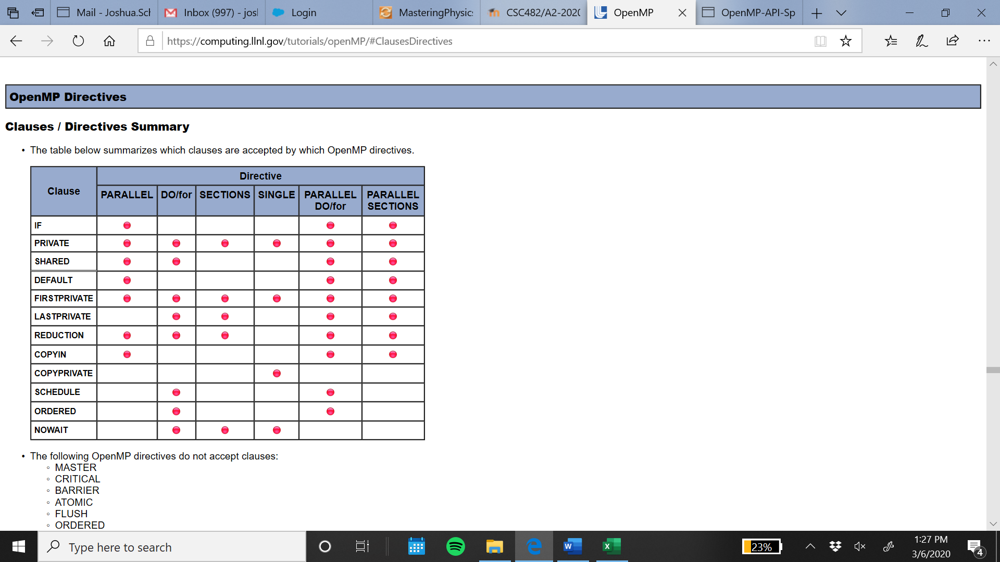 Mail - Joshua.Sch
Inbox (997) - josl
Login
MasteringPhysics
CSC482/A2-2020
OpenMP
OpenMP-API-Sp
https://computing.llnl.gov/tutorials/openMP/#ClausesDirectives
OpenMP Directives
Clauses / Directives Summary
• The table below summarizes which clauses are accepted by which OpenMP directives.
Clause
Directive
PARALLEL DO/for SECTIONS SINGLE PARALLEL DO/for PARALLEL SECTIONS
IF
PRIVATE
SHARED
DEFAULT
FIRSTPRIVATE
LASTPRIVATE
REDUCTION
COPYIN
COPYPRIVATE
SCHEDULE
ORDERED
NOWAIT
• The following OpenMP directives do not accept clauses:
◦ MASTER
◦ CRITICAL
◦ BARRIER
◦ ATOMIC
◦ FLUSH
◦ ORDERED
Type here to search
W
X
23%
1:27 PM
3/6/2020
4